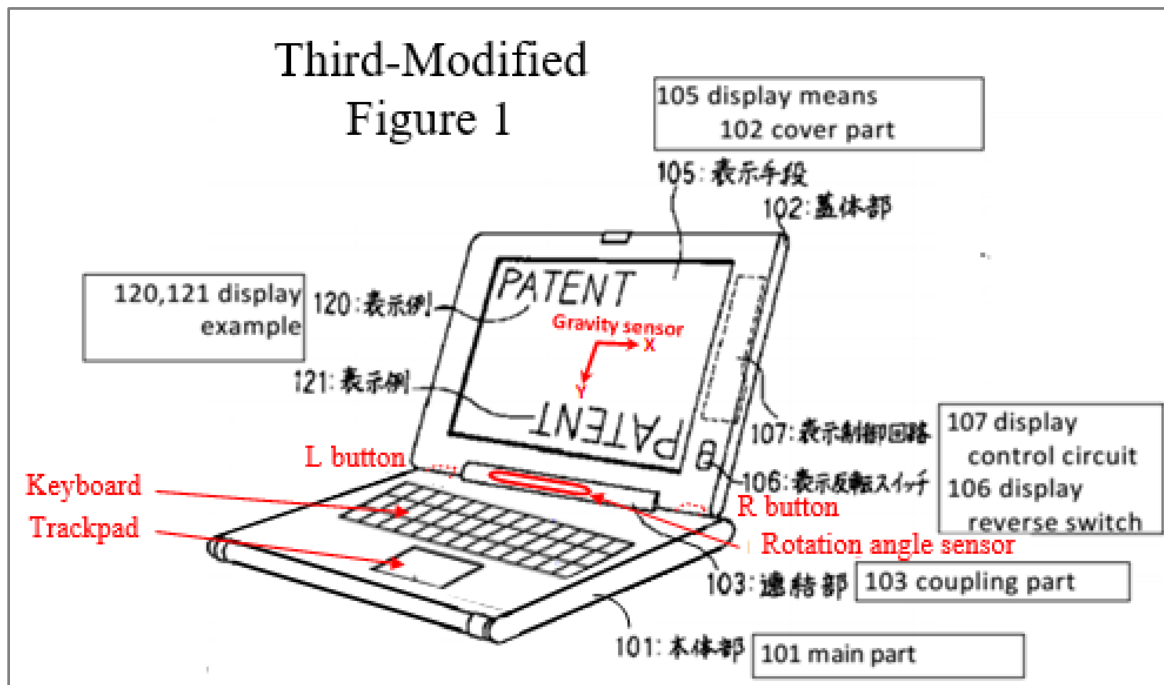 Third-Modified
Figure 1
105 display means
102 cover part
105:表示手段
102:蓋体部
120,121 display
example
PATENT
120:表示例
Gravity sensor
X
Y
121:表示例
PATENT
107:表示制御回路
107 display
control circuit
106 display
reverse switch
L button
106:表示反転スイッチ
Keyboard
R button
Trackpad
Rotation angle sensor
103:連結部
103 coupling part
101:本体部
101 main part